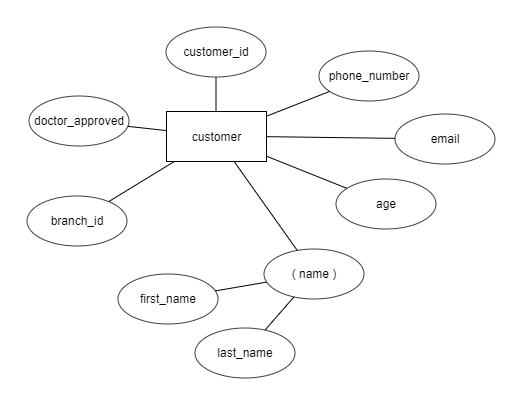 customer_id
phone_number
doctor_approved
customer
email
age
branch_id
( name )
first_name
last_name